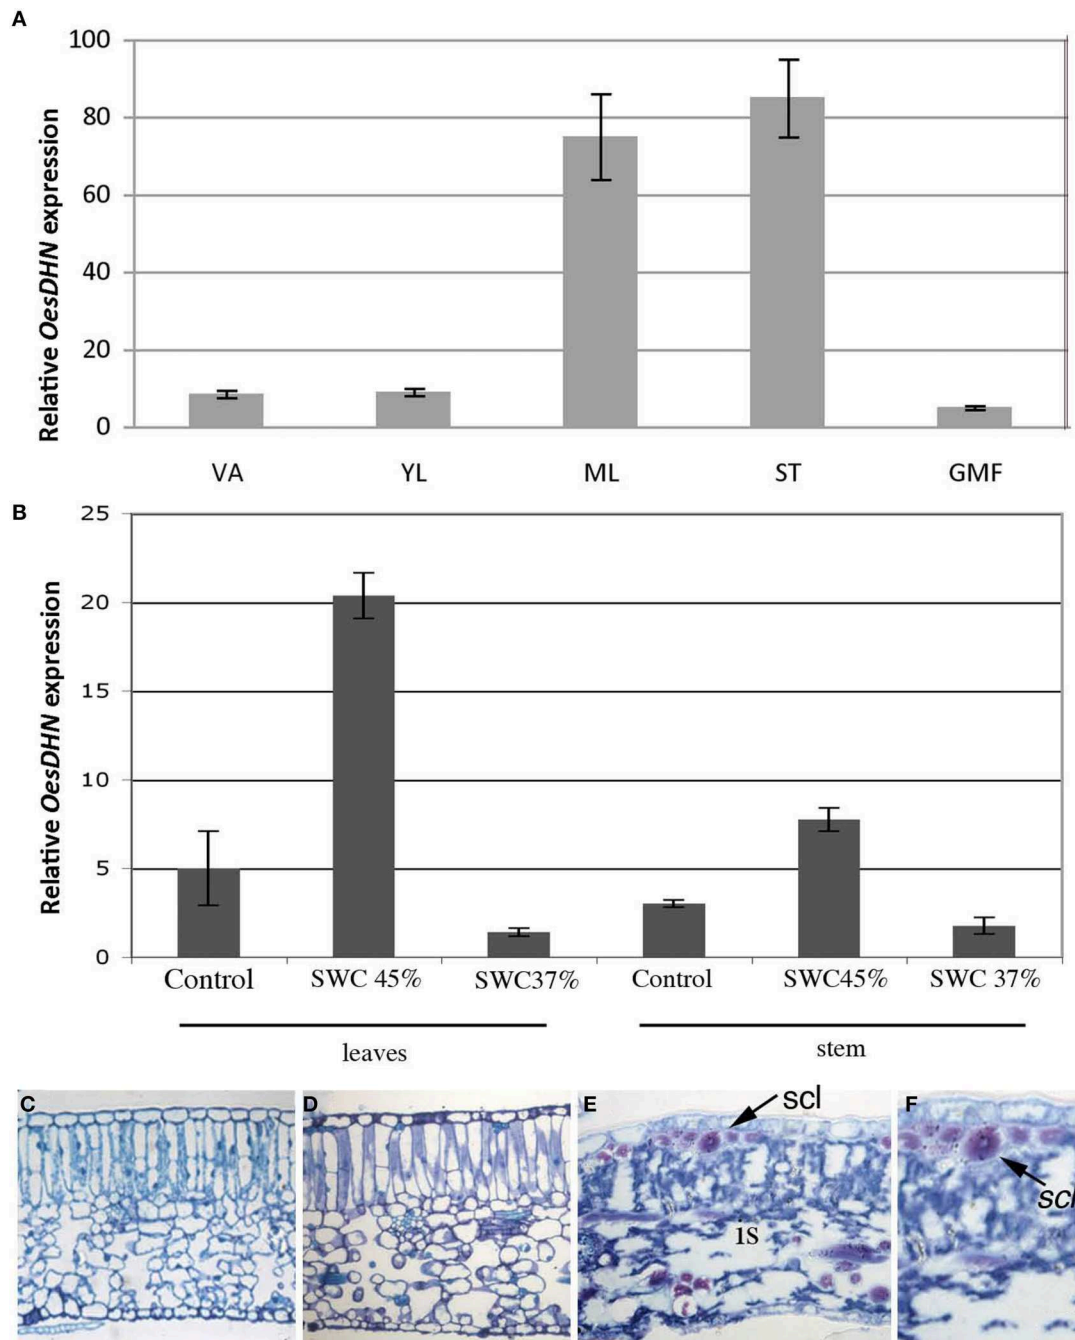 A
Relative OesDHN expression
100
80
60
40
20
0
VA YL ML ST GMF
B
Relative OesDHN expression
25
20
15
10
5
0
Control SWC 45% SWC37% Control SWC45% SWC 37%
leaves stem
C D E scl F
scl
is